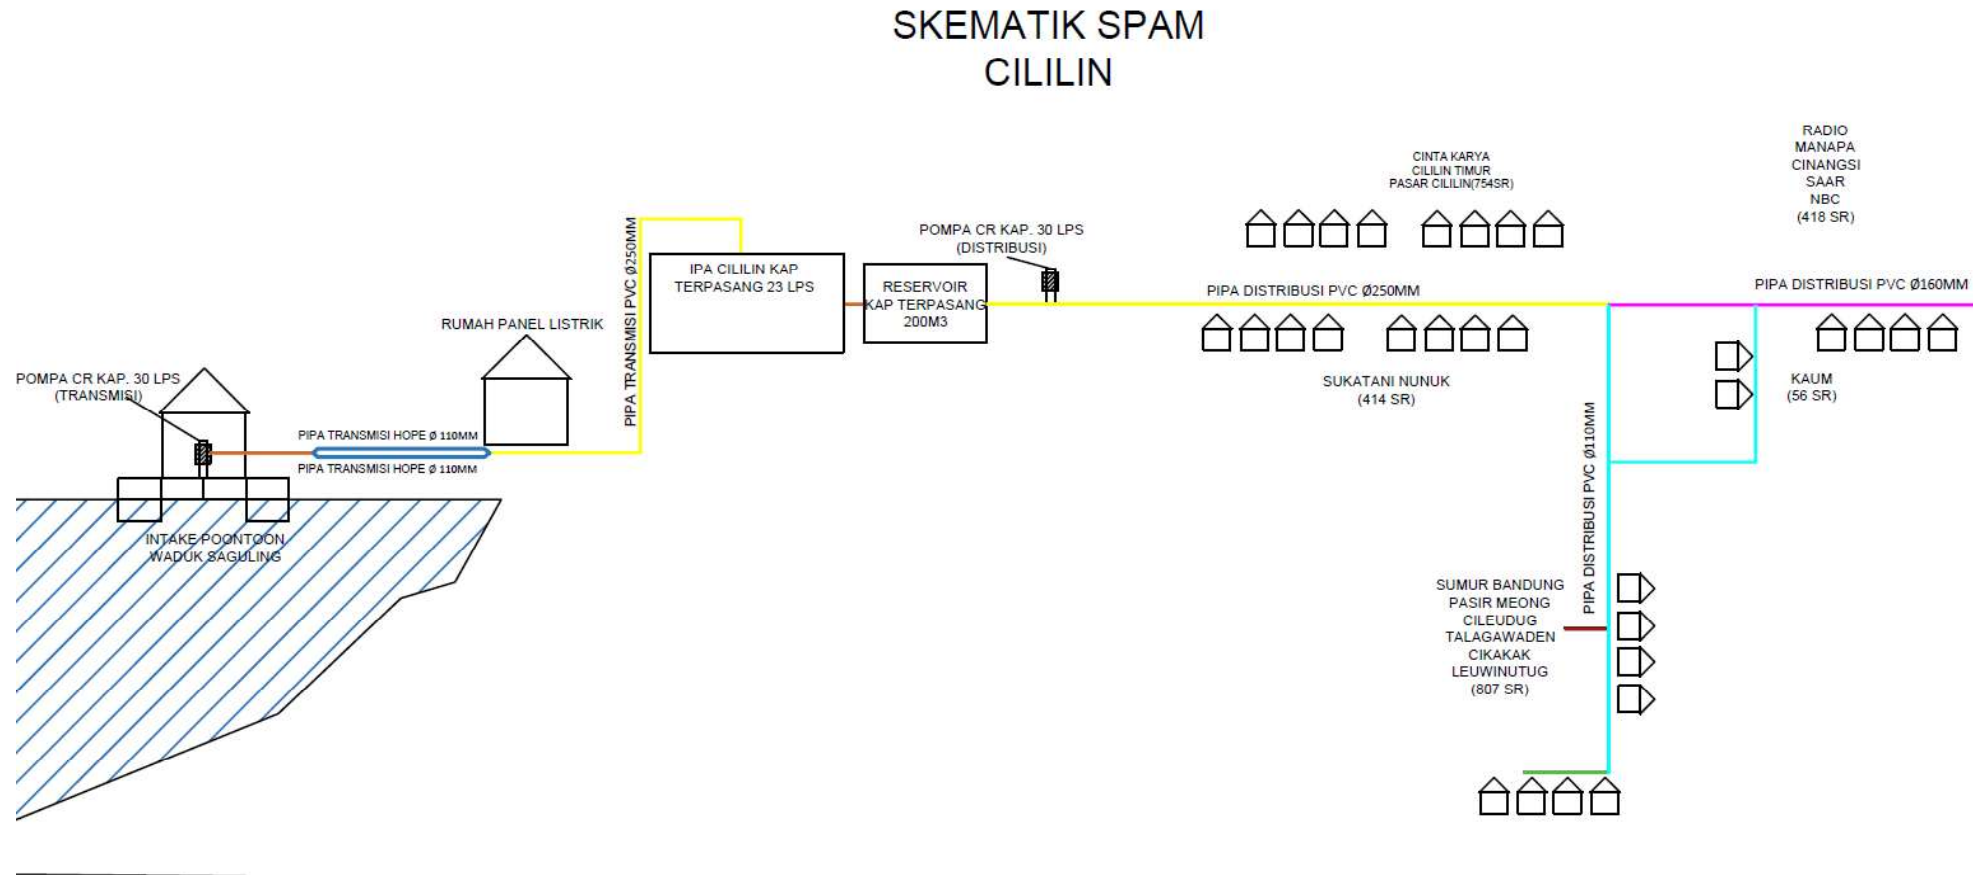 SKEMATIK SPAM
CILILIN
RADIO
MANAPA
CINANGSI
SAAR
NBC
(418 SR)
CINTA KARYA
CILILIN TIMUR
PASAR CILILIN(754SR)
POMPA CR KAP. 30 LPS
(DISTRIBUSI)
PIPA TRANSMISI PVC Ø250MM
IPA CILILIN KAP
TERPASANG 23 LPS
RESERVOIR
KAP TERPASANG
200M3
PIPA DISTRIBUSI PVC Ø250MM
PIPA DISTRIBUSI PVC Ø160MM
RUMAH PANEL LISTRIK
POMPA CR KAP. 30 LPS
(TRANSMISI)
SUKATANI NUNUK
(414 SR)
KAUM
(56 SR)
PIPA TRANSMISI HOPE Ø 110MM
PIPA TRANSMISI HOPE Ø 110MM
PIPA DISTRIBUSI PVC Ø110MM
INTAKE POONTOON
WADUK SAGULING
SUMUR BANDUNG
PASIR MEONG
CILEUDUG
TALAGAWADEN
CIKAKAK
LEUWINUTUG
(807 SR)